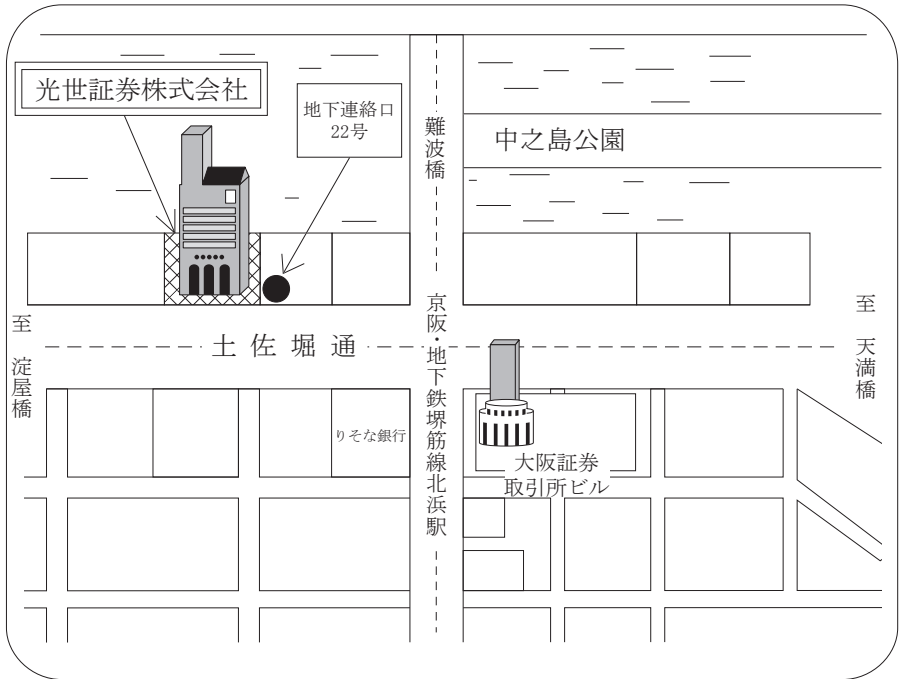 光世証券株式会社
地下連絡口
22号
難波橋
中之島公園
京阪・地下鉄堺筋線北浜駅
至 淀屋橋
土佐堀通
至 天満橋
りそな銀行
大阪証券
取引所ビル